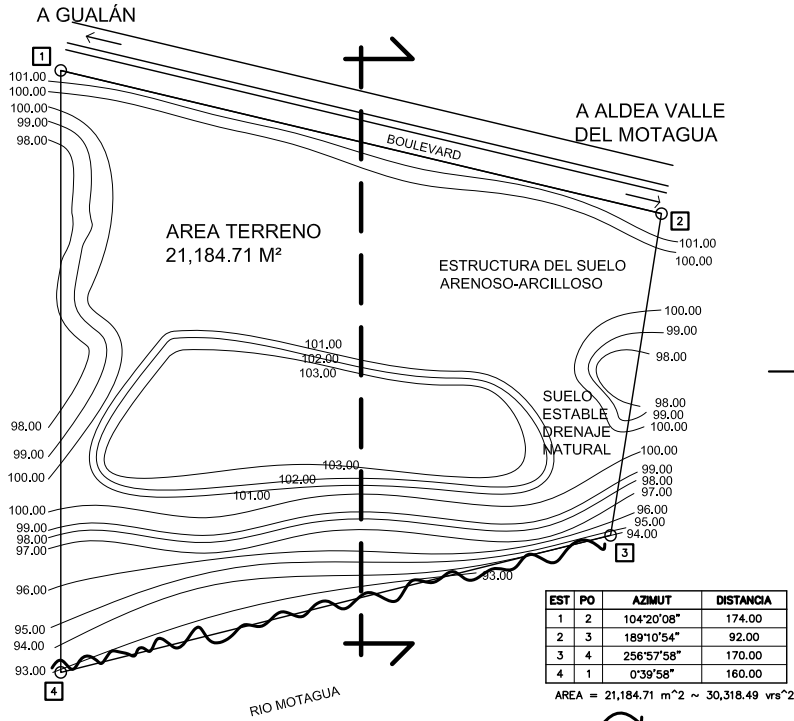 A GUALÁN
1
101.00
100.00
100.00
99.00
98.00
A ALDEA VALLE
DEL MOTAGUA
BOULEVARD
2
101.00
100.00
AREA TERRENO
21,184.71 M²
ESTRUCTURA DEL SUELO
ARENOSO-ARCILLOSO
100.00
99.00
98.00
101.00
102.00
103.00
98.00
99.00
100.00
SUELO
ESTABLE
DRENAJE
NATURAL
98.00
99.00
100.00
103.00
102.00
101.00
100.00
99.00
98.00
97.00
96.00
95.00
94.00
93.00
100.00
99.00
98.00
97.00
96.00
95.00
94.00
3
93.00
4
RIO MOTAGUA
EST PO AZIMUT DISTANCIA
1 2 104°20'08" 174.00
2 3 189°10'54" 92.00
3 4 256°57'58" 170.00
4 1 0°39'58" 160.00
AREA = 21,184.71 m^2 ~ 30,318.49 vrs^2